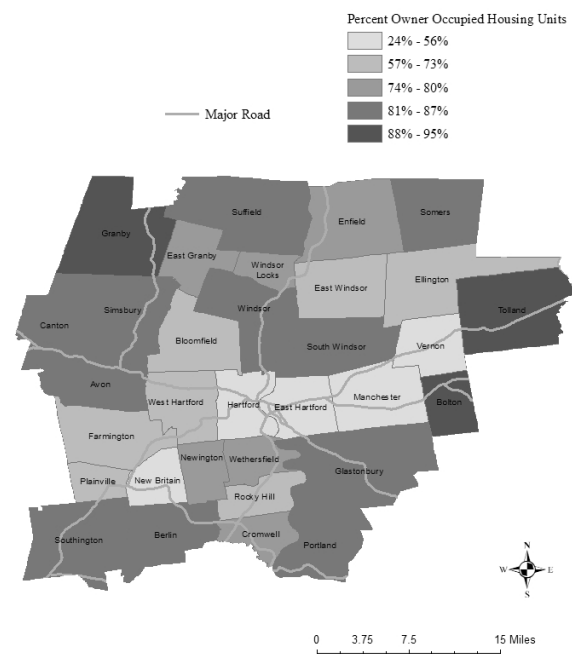 Percent Owner Occupied Housing Units
24% - 56%
57% - 73%
74% - 80%
81% - 87%
88% - 95%
Major Road
Suffield
Somers
Enfield
Granby
East Granby
Windsor
Locks
Ellington
East Windsor
Simsbury
Windsor
Tolland
Canton
Bloomfield
South Windsor
Vernon
Avon
West Hartford
Hartford
East Hartford
Manchester
Bolton
Farmington
Newington
Wethersfield
Glastonbury
Plainville
New Britain
Rocky Hill
Southington
Berlin
Cromwell
Portland
N
W
E
S
0 3.75 7.5 15 Miles